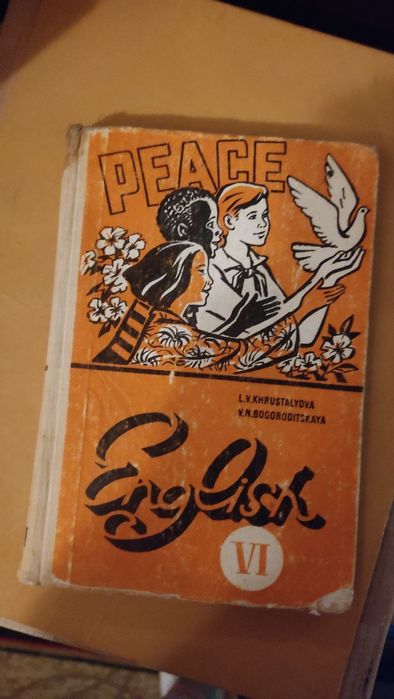 PEACE
L.V.KHRUSTALYOVA
V.N.BOGORODITSKAYA
English
VI